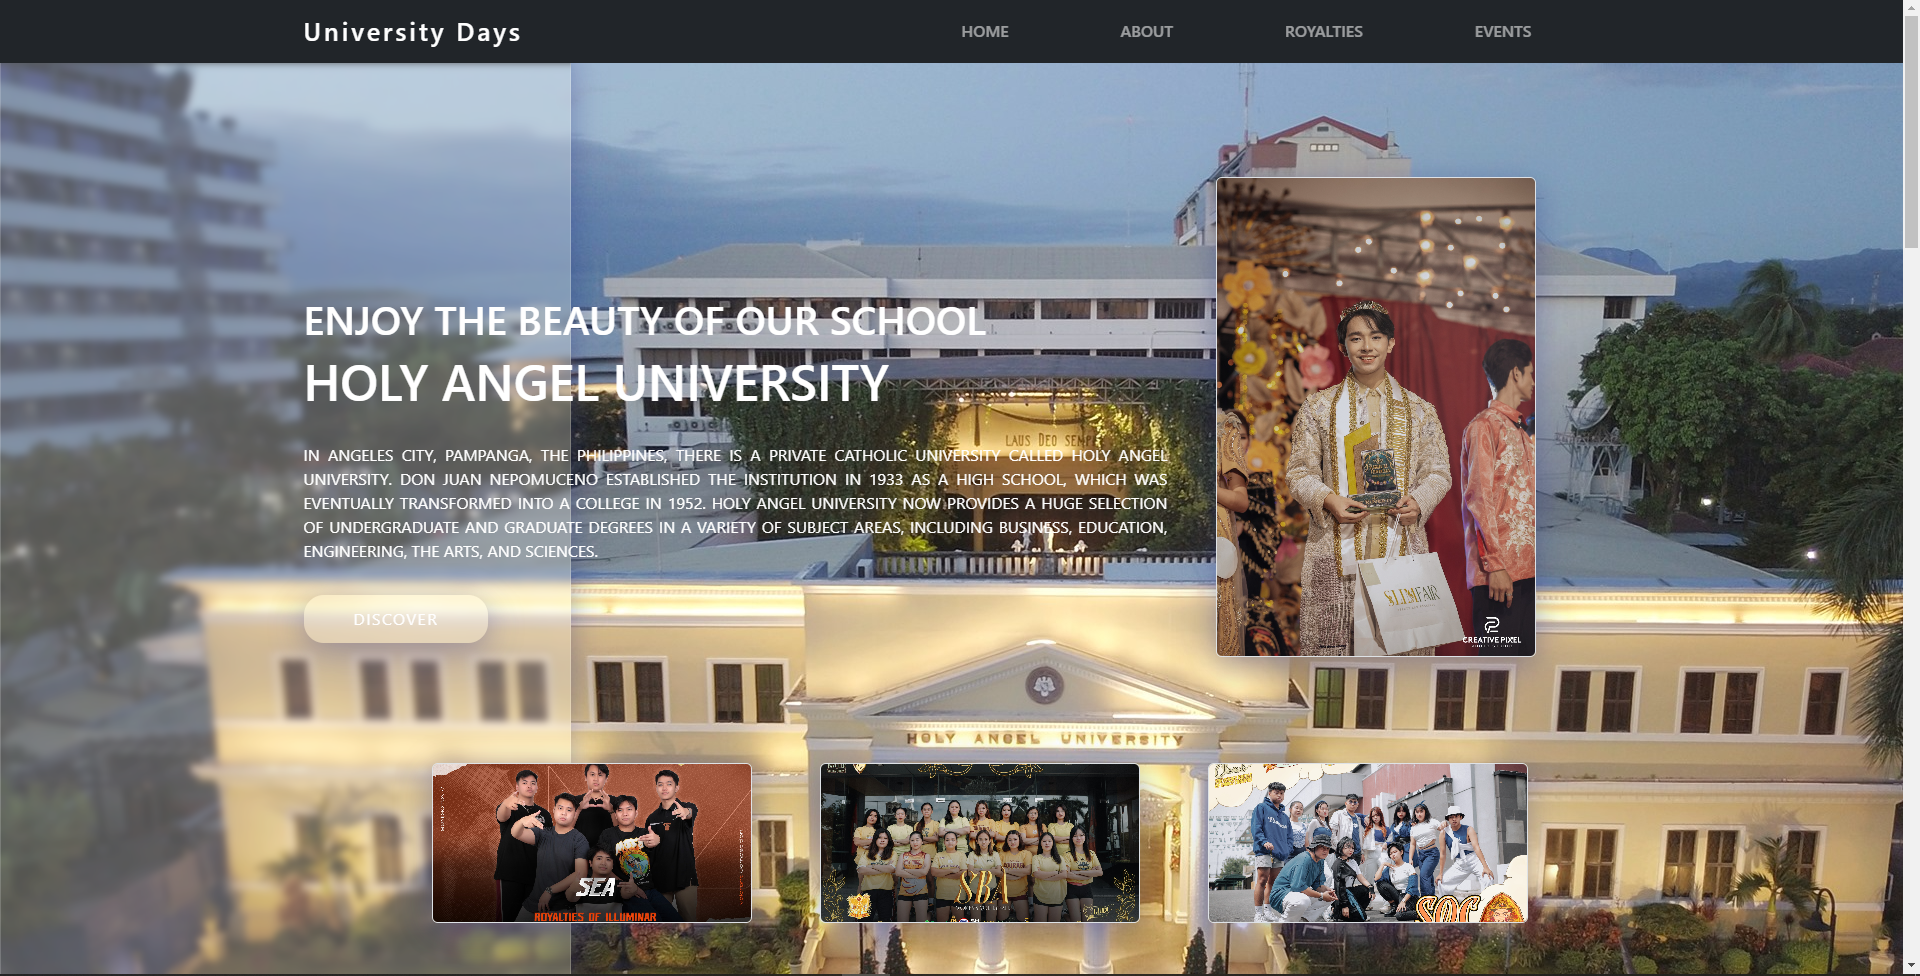 University Days
HOME
ABOUT
ROYALTIES
EVENTS
ENJOY THE BEAUTY OF OUR SCHOOL
HOLY ANGEL UNIVERSITY
LAUS DEO SEMP
IN ANGELES CITY, PAMPANGA, THE PHILIPPINES, THERE IS A PRIVATE CATHOLIC UNIVERSITY CALLED HOLY ANGEL
UNIVERSITY. DON JUAN NEPOMUCENO ESTABLISHED THE INSTITUTION IN 1933 AS A HIGH SCHOOL, WHICH WAS
EVENTUALLY TRANSFORMED INTO A COLLEGE IN 1952. HOLY ANGEL UNIVERSITY NOW PROVIDES A HUGE SELECTION
OF UNDERGRADUATE AND GRADUATE DEGREES IN A VARIETY OF SUBJECT AREAS, INCLUDING BUSINESS, EDUCATION,
ENGINEERING, THE ARTS, AND SCIENCES.
DISCOVER
SLIMFAIR
CREATIVE PIXEL
HOLY ANGEL UNIVERSITY
SEA
ROYALTIES OF ILLUMINAR
SBA
SOC